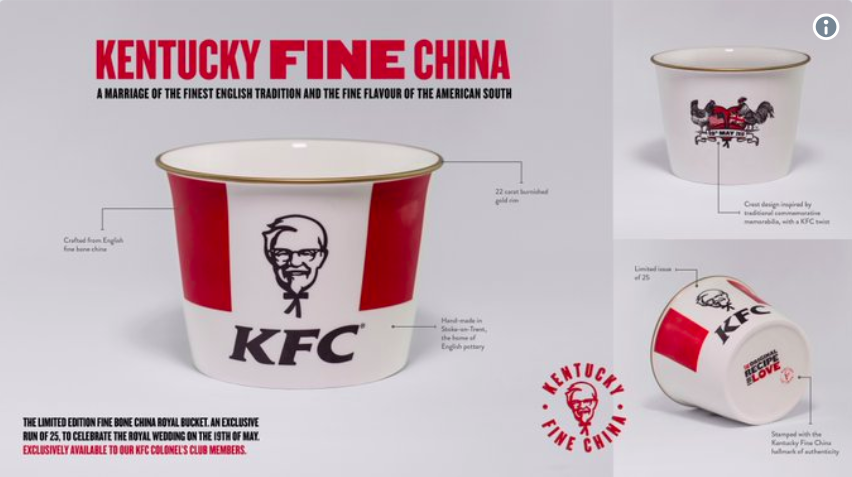 KENTUCKY FINE CHINA
A MARRIAGE OF THE FINEST ENGLISH TRADITION AND THE FINE FLAVOUR OF THE AMERICAN SOUTH
Crafted from English
fine bone china
22 carat burnished
gold rim
KFC
Hand-made in
Stoke-on-Trent,
the home of
English pottery
THE LIMITED EDITION FINE BONE CHINA ROYAL BUCKET. AN EXCLUSIVE
RUN OF 25, TO CELEBRATE THE ROYAL WEDDING ON THE 19TH OF MAY.
EXCLUSIVELY AVAILABLE TO OUR KFC COLONEL'S CLUB MEMBERS.
KENTUCKY
FINE CHINA
19TH MAY
Crest design inspired by
traditional commemorative
memorabilia, with a KFC twist
Limited issue
of 25
KFC
ORIGINAL
RECIPE
LOVE
Stamped with the
Kentucky Fine China
hallmark of authenticity